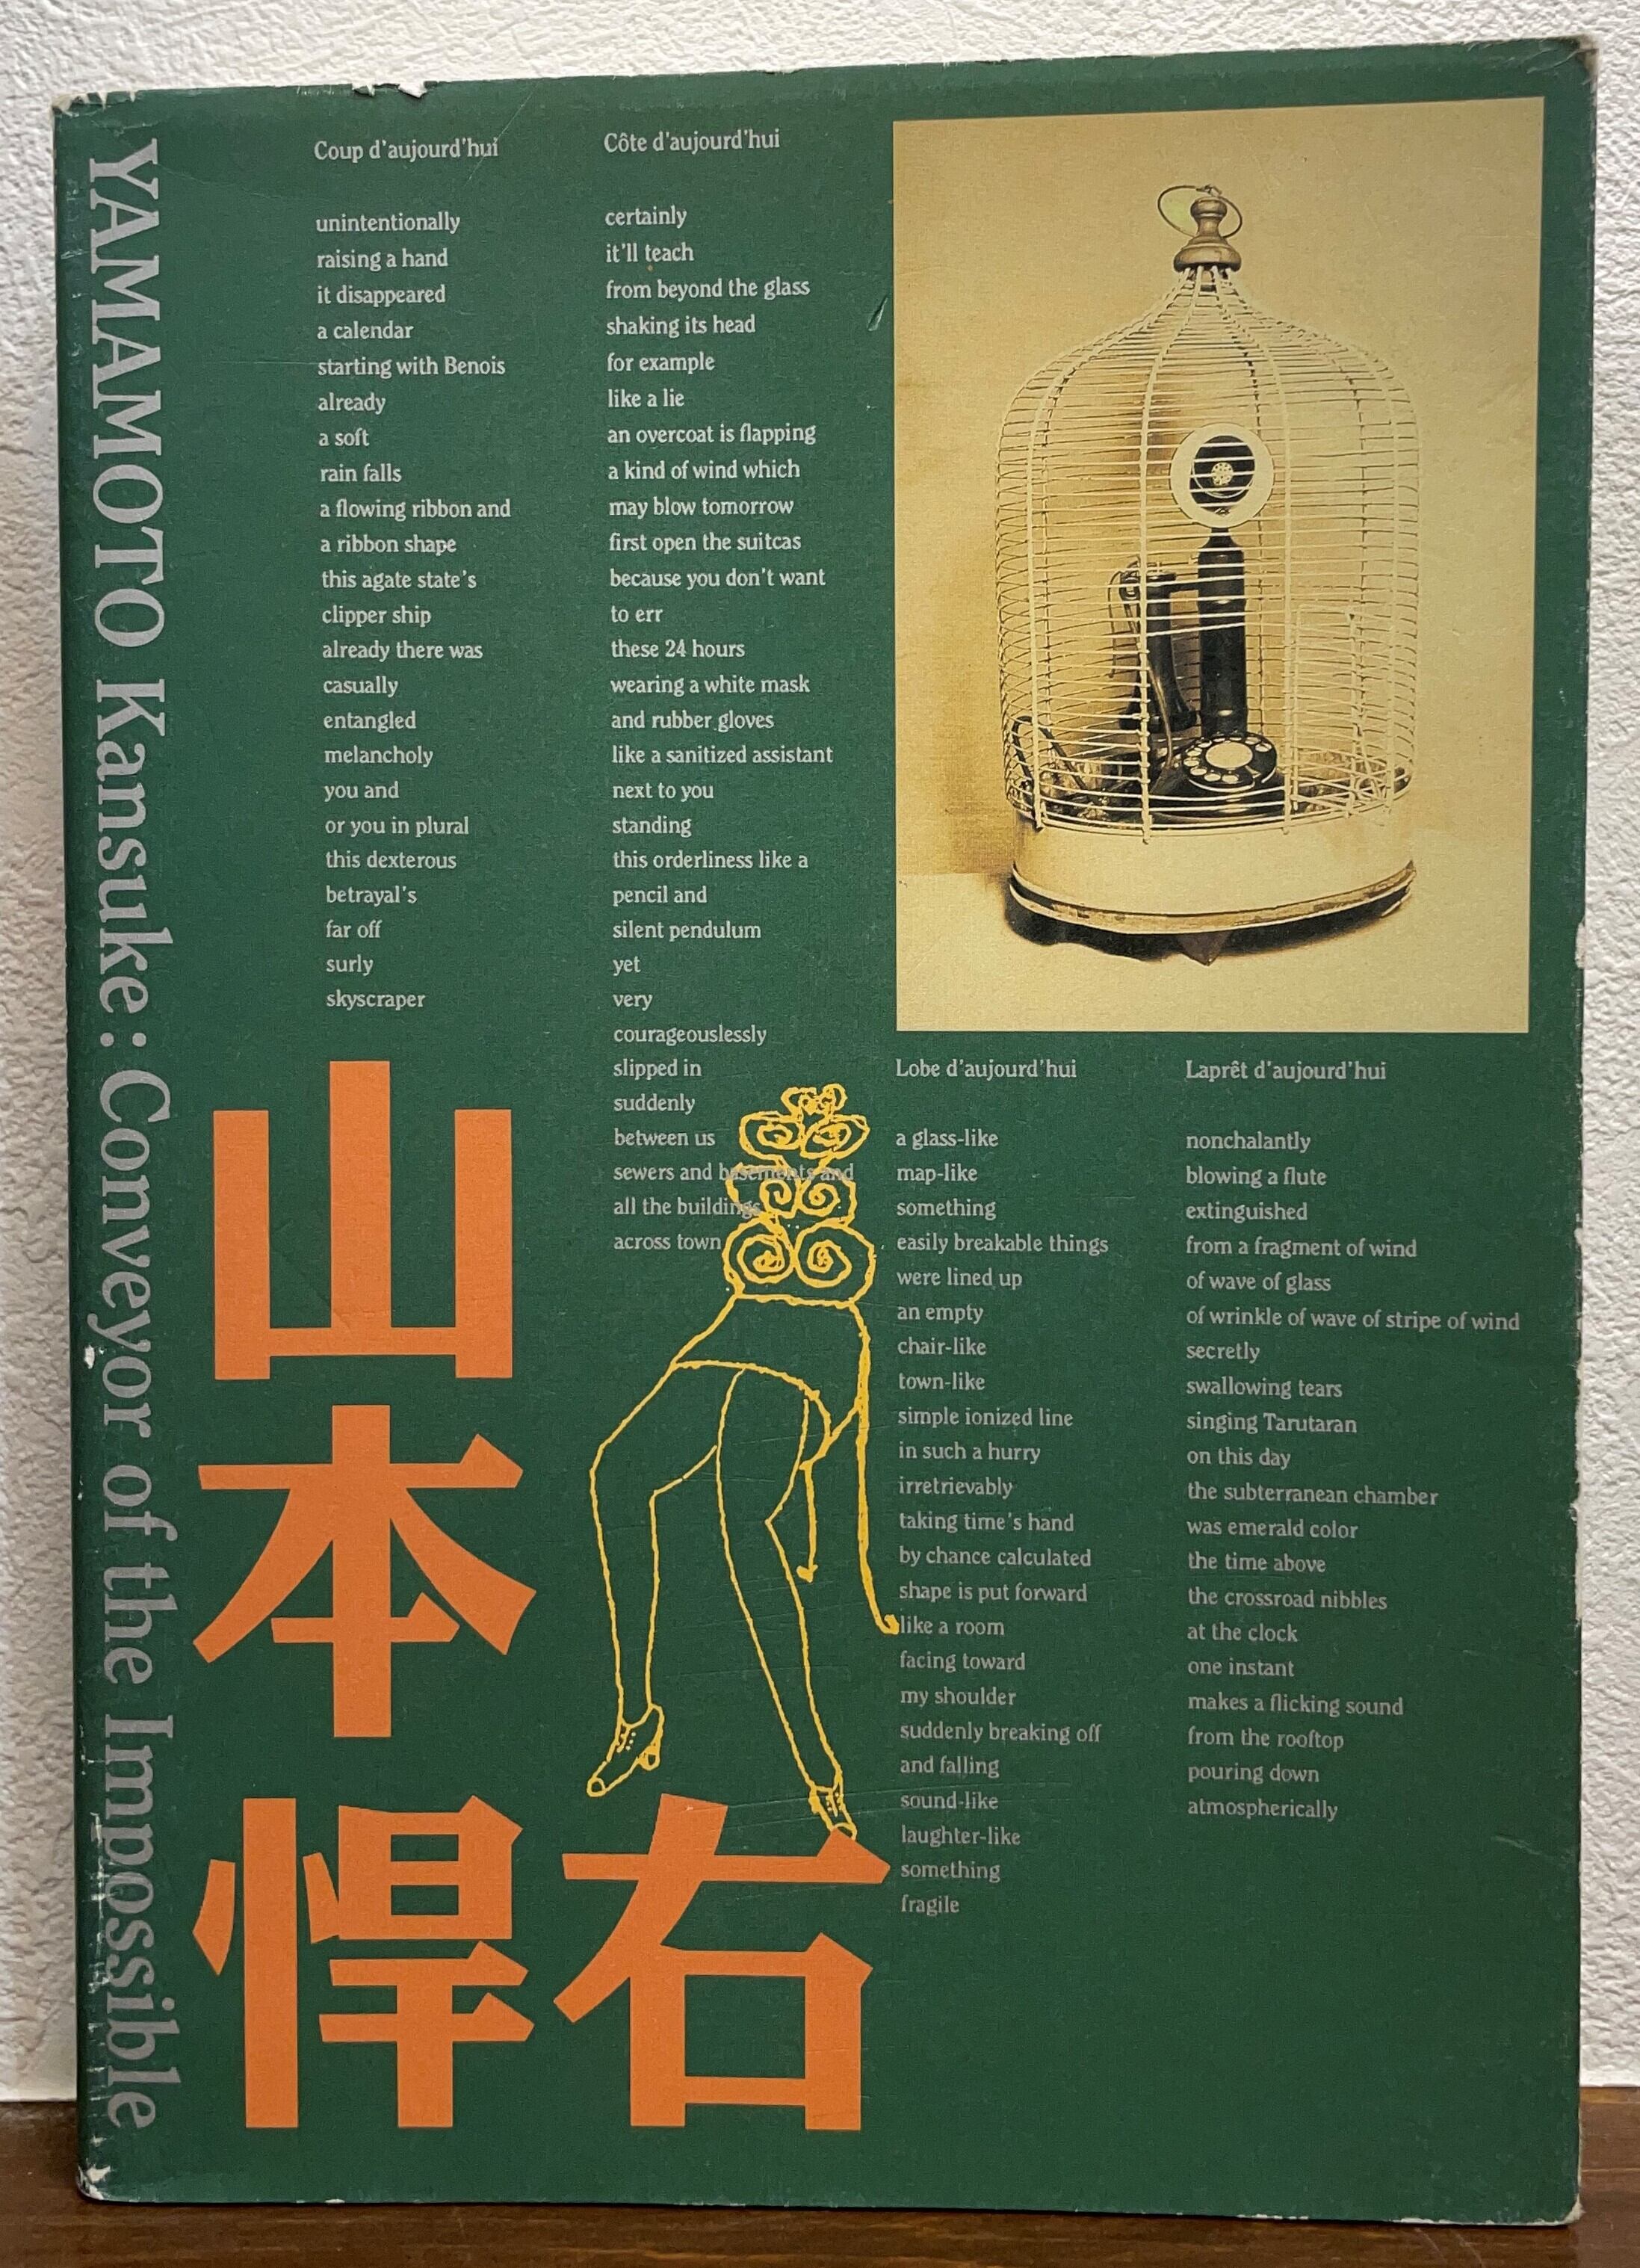 YAMAMOTO Kansuke: Conveyor of the Impossible
Coup d'aujourd'hui
unintentionally
raising a hand
it disappeared
a calendar
starting with Benois
already
a soft
rain falls
a flowing ribbon and
a ribbon shape
this agate state's
clipper ship
already there was
casually
entangled
melancholy
you and
or you in plural
this dexterous
betrayal's
far off
surly
skyscraper
Côte d'aujourd'hui
certainly
it'll teach
from beyond the glass
shaking its head
for example
like a lie
an overcoat is flapping
a kind of wind which
may blow tomorrow
first open the suitcas
because you don't want
to err
these 24 hours
wearing a white mask
and rubber gloves
like a sanitized assistant
next to you
standing
this orderliness like a
pencil and
silent pendulum
yet
very
courageouslessly
slipped in
suddenly
between us
sewers and basements and
all the buildings
across town
Lobe d'aujourd'hui
a glass-like
map-like
something
easily breakable things
were lined up
an empty
chair-like
town-like
simple ionized line
in such a hurry
irretrievably
taking time's hand
by chance calculated
shape is put forward
like a room
facing toward
my shoulder
suddenly breaking off
and falling
sound-like
laughter-like
something
fragile
Laprêt d'aujourd'hui
nonchalantly
blowing a flute
extinguished
from a fragment of wind
of wave of glass
of wrinkle of wave of stripe of wind
secretly
swallowing tears
singing Tarutaran
on this day
the subterranean chamber
was emerald color
the time above
the crossroad nibbles
at the clock
one instant
makes a flicking sound
from the rooftop
pouring down
atmospherically
山本悍右